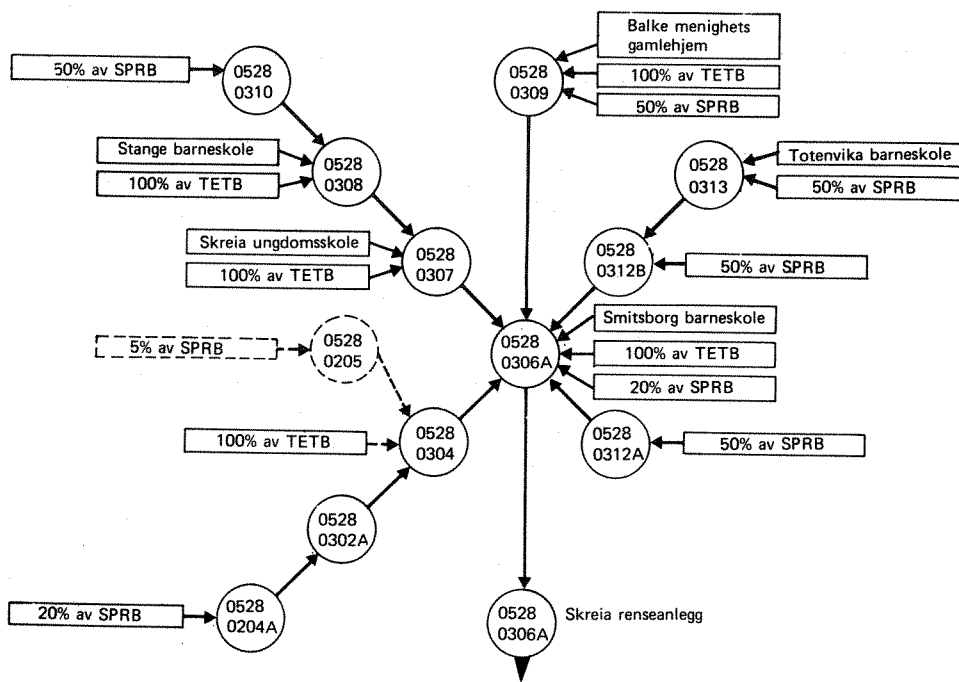 Balke menighets
gamlehjem
50% av SPRB
0528
0310
0528
0309
100% av TETB
50% av SPRB
Stange barneskole
100% av TETB
0528
0308
0528
0313
Totenvika barneskole
50% av SPRB
Skreia ungdomsskole
100% av TETB
0528
0307
0528
0312B
50% av SPRB
5% av SPRB
0528
0205
0528
0306A
Smitsborg barneskole
100% av TETB
20% av SPRB
100% av TETB
0528
0304
0528
0312A
50% av SPRB
0528
0302A
20% av SPRB
0528
0204A
0528
0306A
Skreia renseanlegg